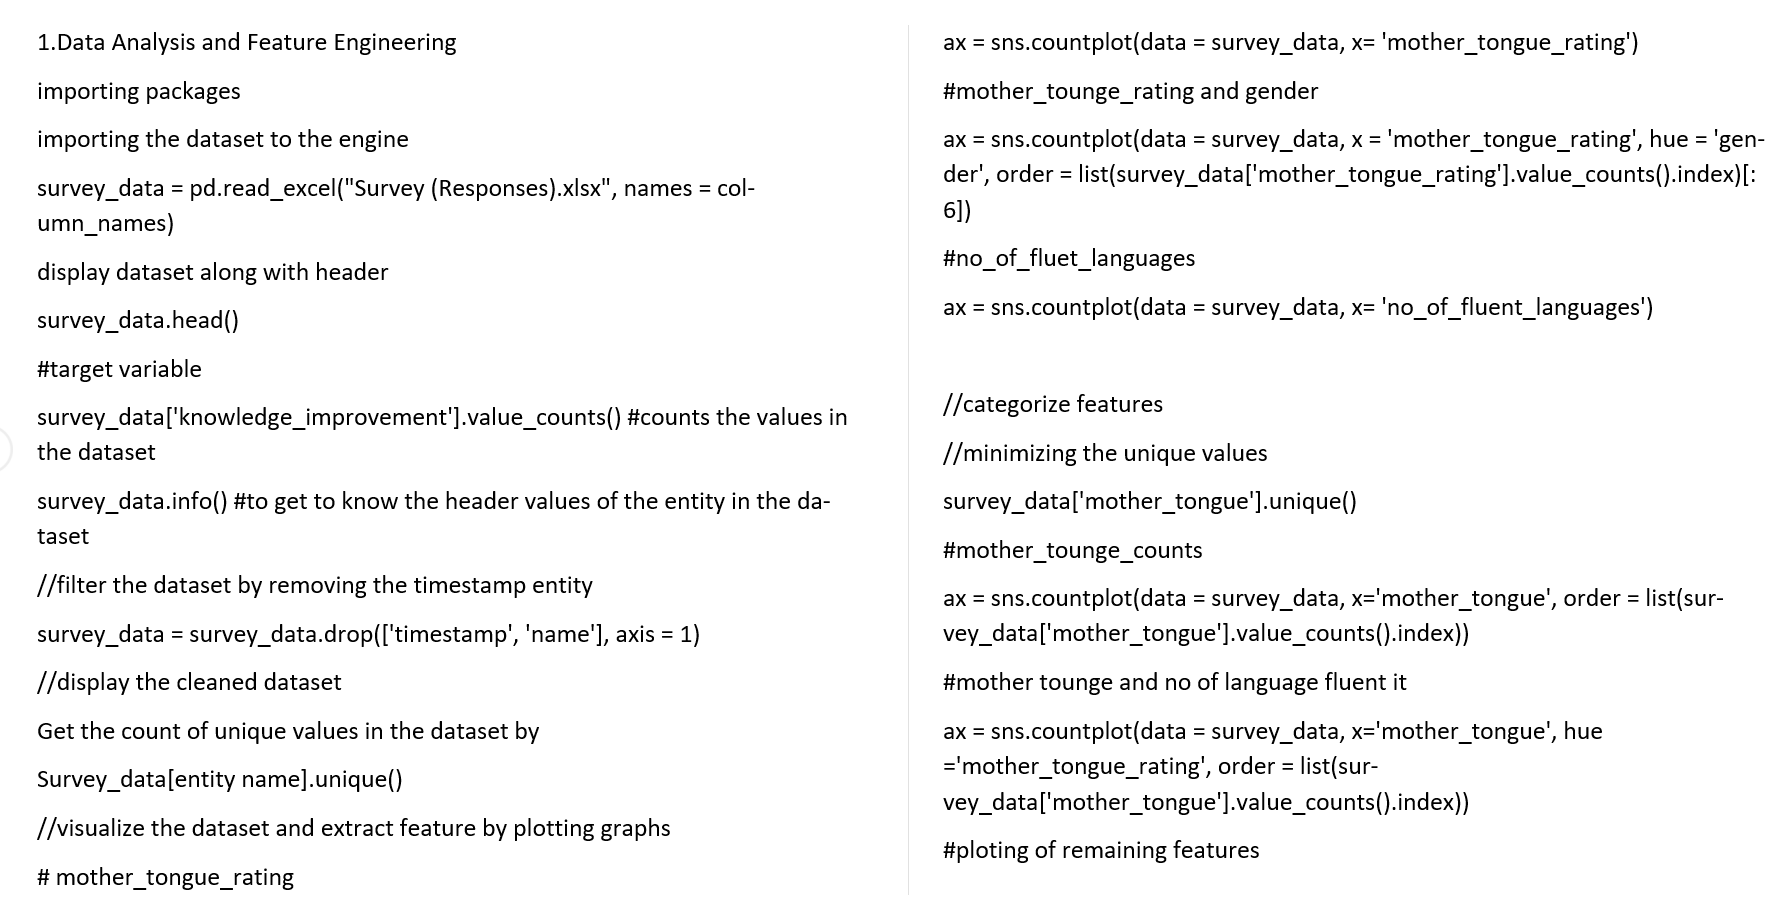 1.Data Analysis and Feature Engineering
importing packages
importing the dataset to the engine
survey_data = pd.read_excel("Survey (Responses).xlsx", names = col-
umn_names)
display dataset along with header
survey_data.head()
#target variable
survey_data['knowledge_improvement'].value_counts() #counts the values in
the dataset
survey_data.info() #to get to know the header values of the entity in the da-
taset
//filter the dataset by removing the timestamp entity
survey_data = survey_data.drop(['timestamp', 'name'], axis = 1)
//display the cleaned dataset
Get the count of unique values in the dataset by
Survey_data[entity name].unique()
//visualize the dataset and extract feature by plotting graphs
# mother_tongue_rating
ax = sns.countplot(data = survey_data, x= 'mother_tongue_rating')
#mother_tounge_rating and gender
ax = sns.countplot(data = survey_data, x = 'mother_tongue_rating', hue = 'gen-
der', order = list(survey_data['mother_tongue_rating'].value_counts().index)[:
6])
#no_of_fluet_languages
ax = sns.countplot(data = survey_data, x= 'no_of_fluent_languages')
//categorize features
//minimizing the unique values
survey_data['mother_tongue'].unique()
#mother_tounge_counts
ax = sns.countplot(data = survey_data, x='mother_tongue', order = list(sur-
vey_data['mother_tongue'].value_counts().index))
#mother tounge and no of language fluent it
ax = sns.countplot(data = survey_data, x='mother_tongue', hue
='mother_tongue_rating', order = list(sur-
vey_data['mother_tongue'].value_counts().index))
#ploting of remaining features